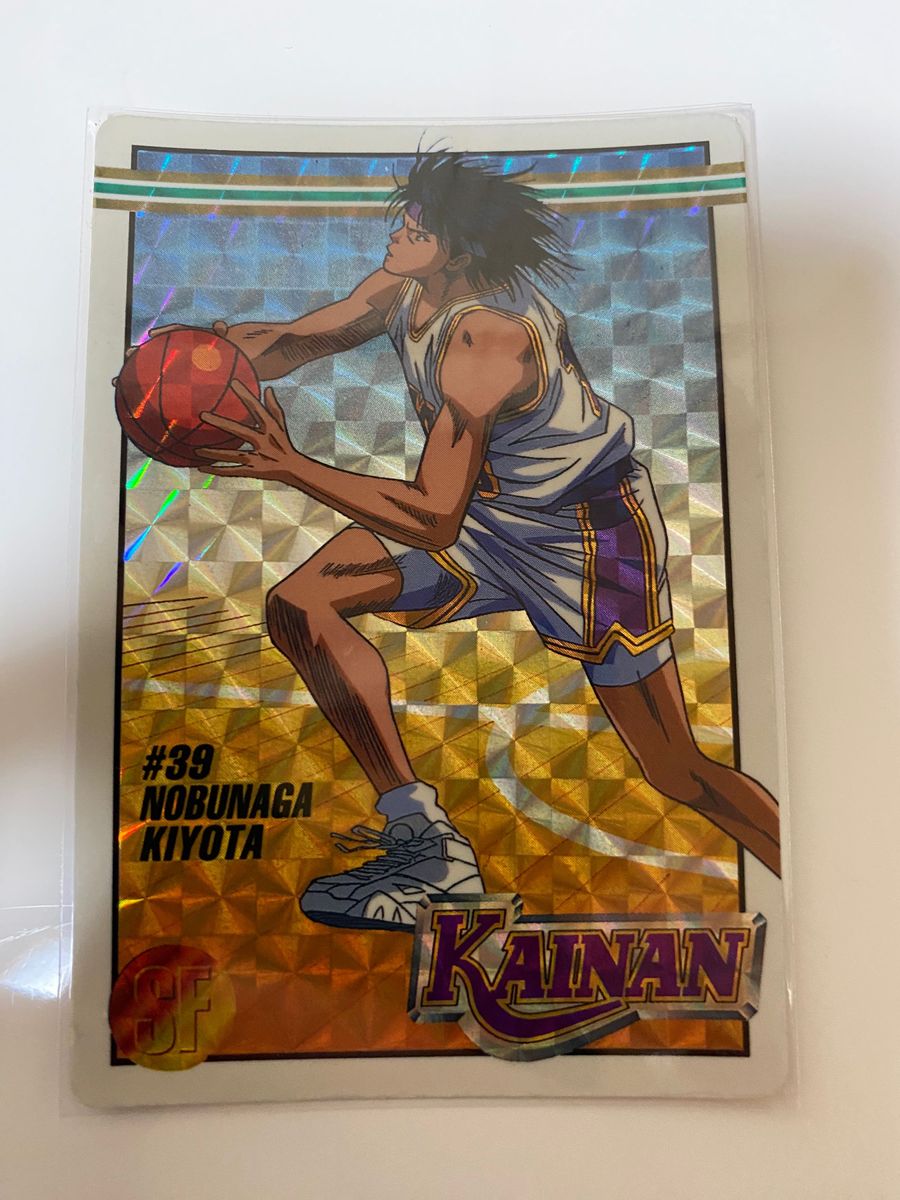 #39
NOBUNAGA
KIYOTA
SF
KAINAN